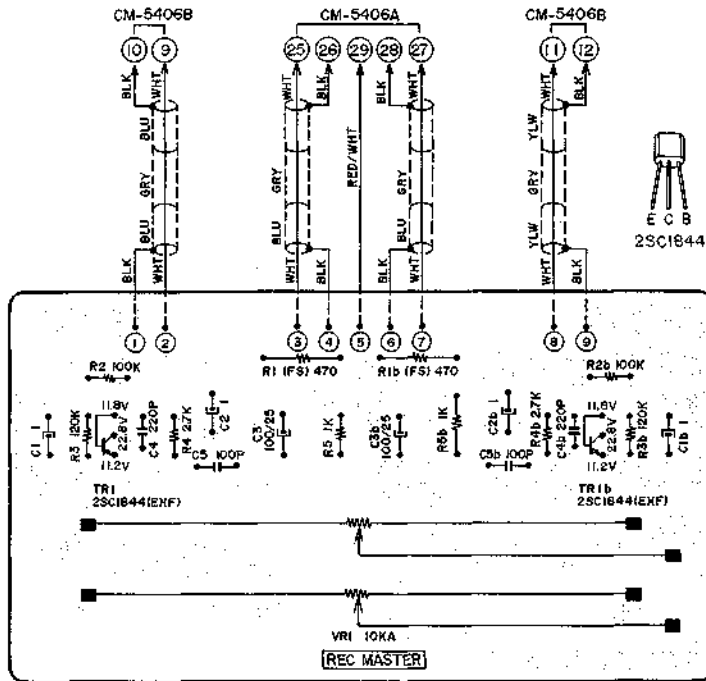 CM-5406B CM-5406A CM-5406B
10 9 25 26 29 28 27 11 12
BLK WHT WHT BLK BLK WHT WHT BLK
BLU RED/WHT YLW
GRY GRY GRY GRY
BLU BLU BLU YLW
BLK WHT WHT BLK BLK WHT WHT BLK
E C B
2SC1844
1 2 3 4 5 6 7 8 9
R2 100K R1 (FS) 470 R1b (FS) 470 R2b 100K
C1 1
R3 120K
11.8V
22.8V
11.2V
C4 220P
R4 2.7K
C2 1
C5 100P
C3 100/25
R5 1K
C3b 100/25
R5b 1K
C2b 1
C5b 100P
R4b 2.7K
C4b 220P
11.8V
22.8V
11.2V
R3b 120K
C1b 1
TR1
2SC1844(EXF)
TR1b
2SC1844(EXF)
VR1 10KA
REC MASTER